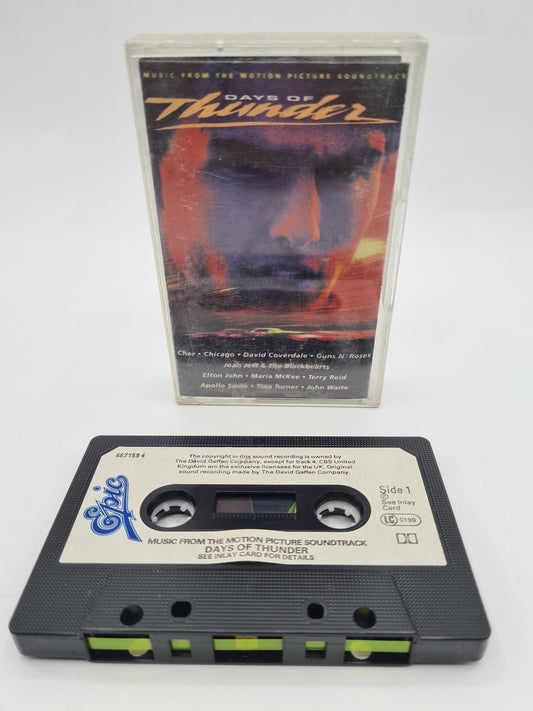 MUSIC FROM THE MOTION PICTURE SOUNDTRACK
DAYS OF
Thunder
Cher • Chicago • David Coverdale • Guns N' Roses
Joan Jett & The Blackhearts
Elton John • Maria McKee • Terry Reid
Apollo Smile • Tina Turner • John Waite
467159 4
The copyright in this sound recording is owned by
The David Geffen Company, except for track 4. CBS United
Kingdom are the exclusive licensees for the UK. Original
sound recording made by The David Geffen Company.
Side 1
℗
See Inlay
Card
LC 0199
Epic
MUSIC FROM THE MOTION PICTURE SOUNDTRACK
DAYS OF THUNDER
SEE INLAY CARD FOR DETAILS